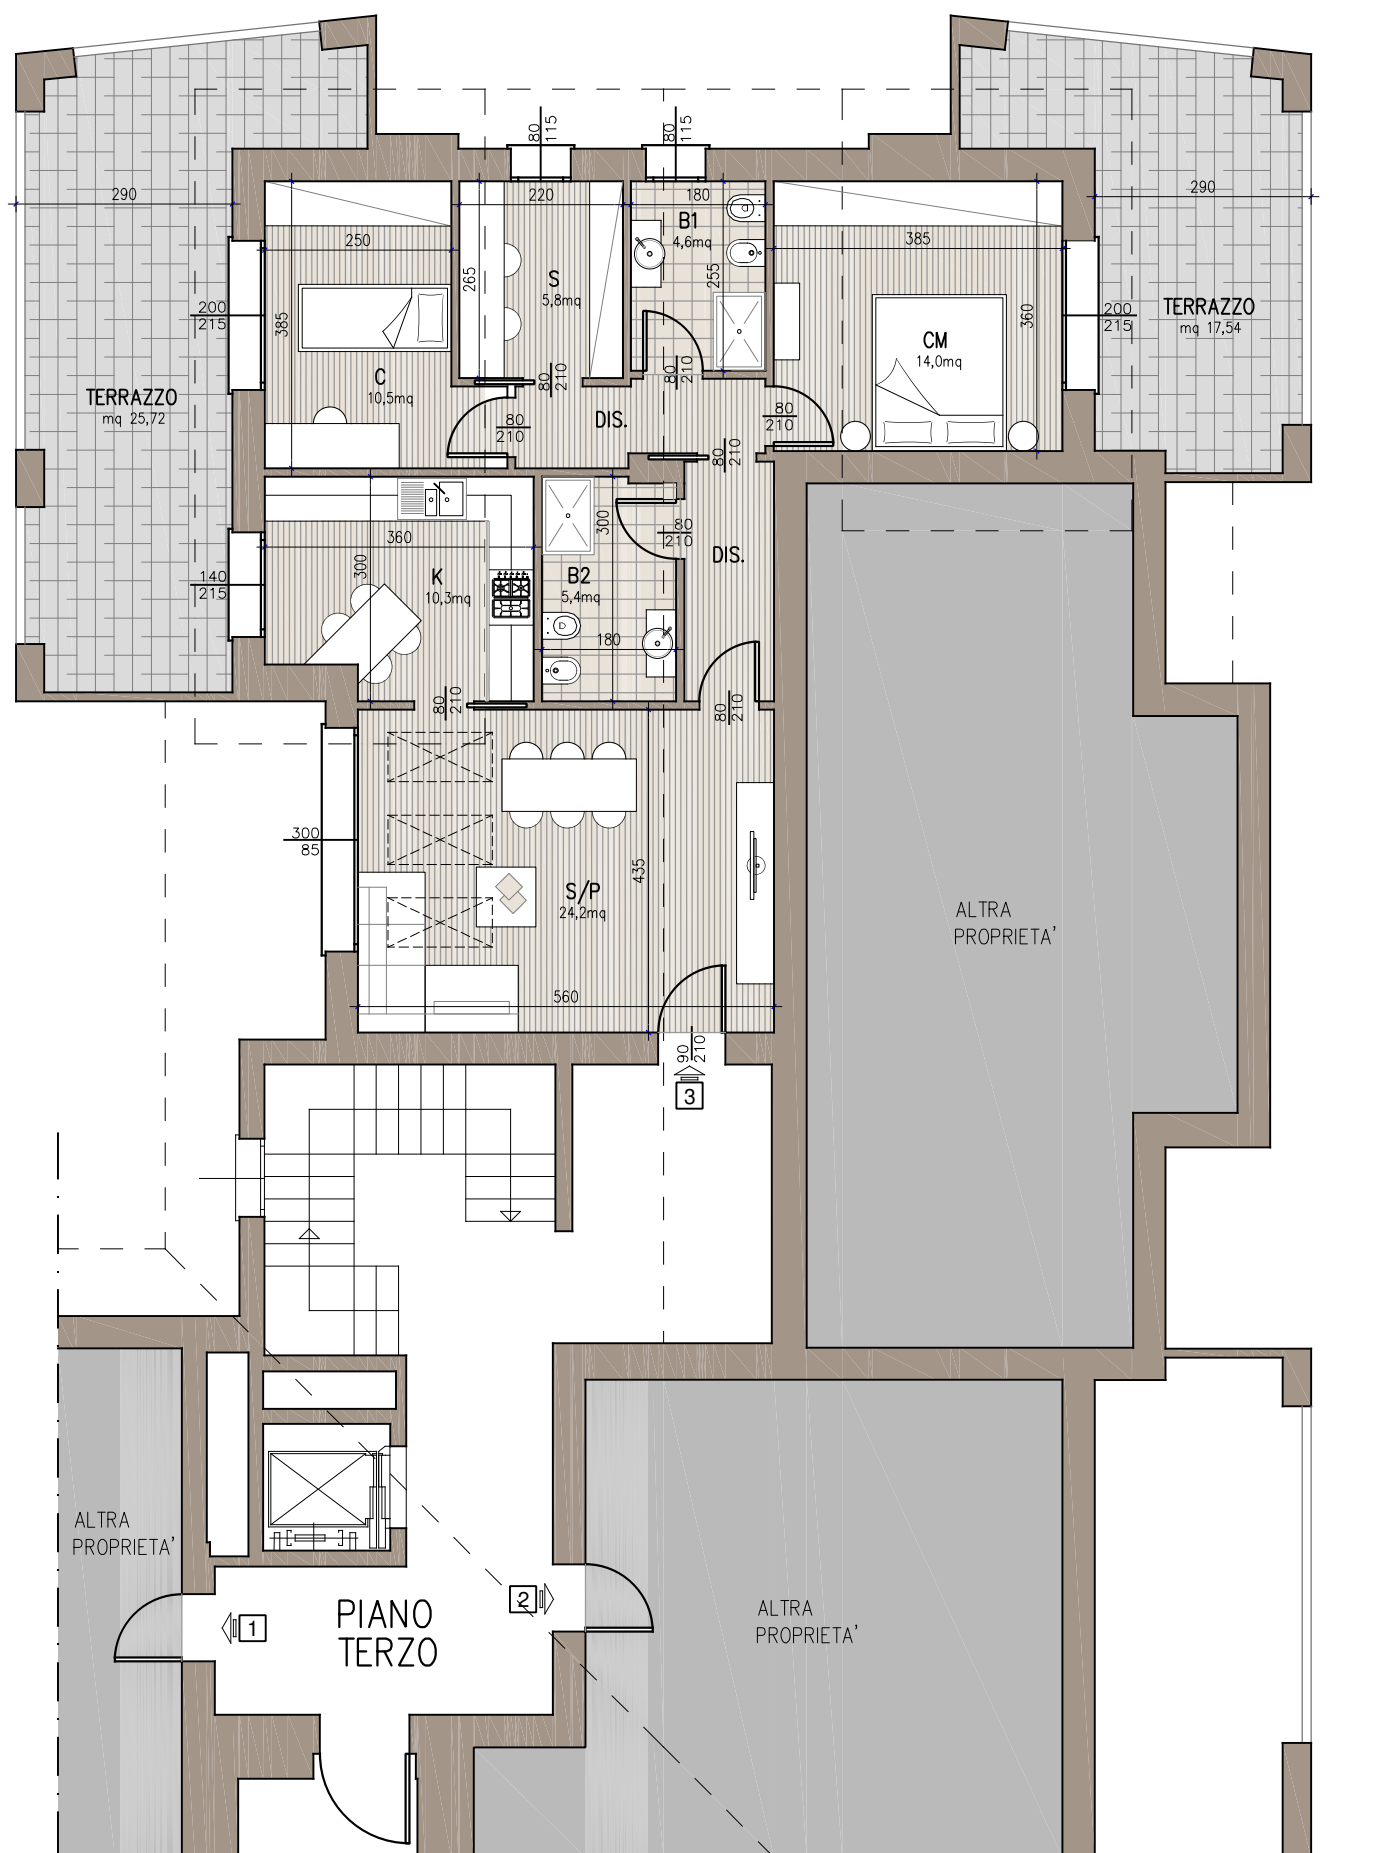 80
115
80
115
290
220
180
B1
4,6mq
290
250
385
S
5,8mq
265
255
TERRAZZO
mq 17,54
200
215
385
360
200
215
CM
14,0mq
C
10,5mq
80
210
80
210
TERRAZZO
mq 25,72
DIS.
80
210
80
210
80
210
300
80
210
360
DIS.
300
K
10,3mq
B2
5,4mq
140
215
180
80
210
80
210
300
85
435
S/P
24,2mq
ALTRA
PROPRIETA'
560
90
210
3
ALTRA
PROPRIETA'
2
1
PIANO
TERZO
ALTRA
PROPRIETA'